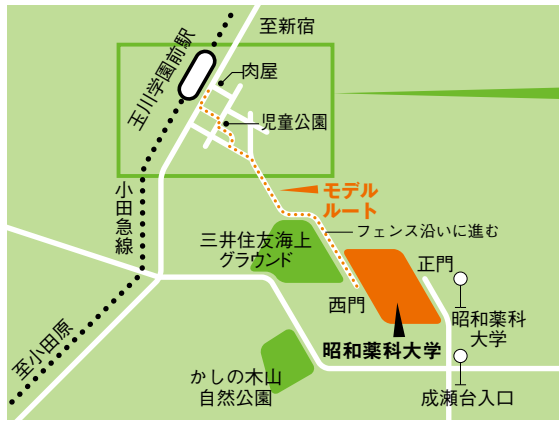 至新宿
肉屋
玉川学園前駅
児童公園
モデル
ルート
小田急線
フェンス沿いに進む
三井住友海上
グラウンド
正門
西門
昭和薬科
大学
昭和薬科大学
至小田原
かしの木山
自然公園
成瀬台入口